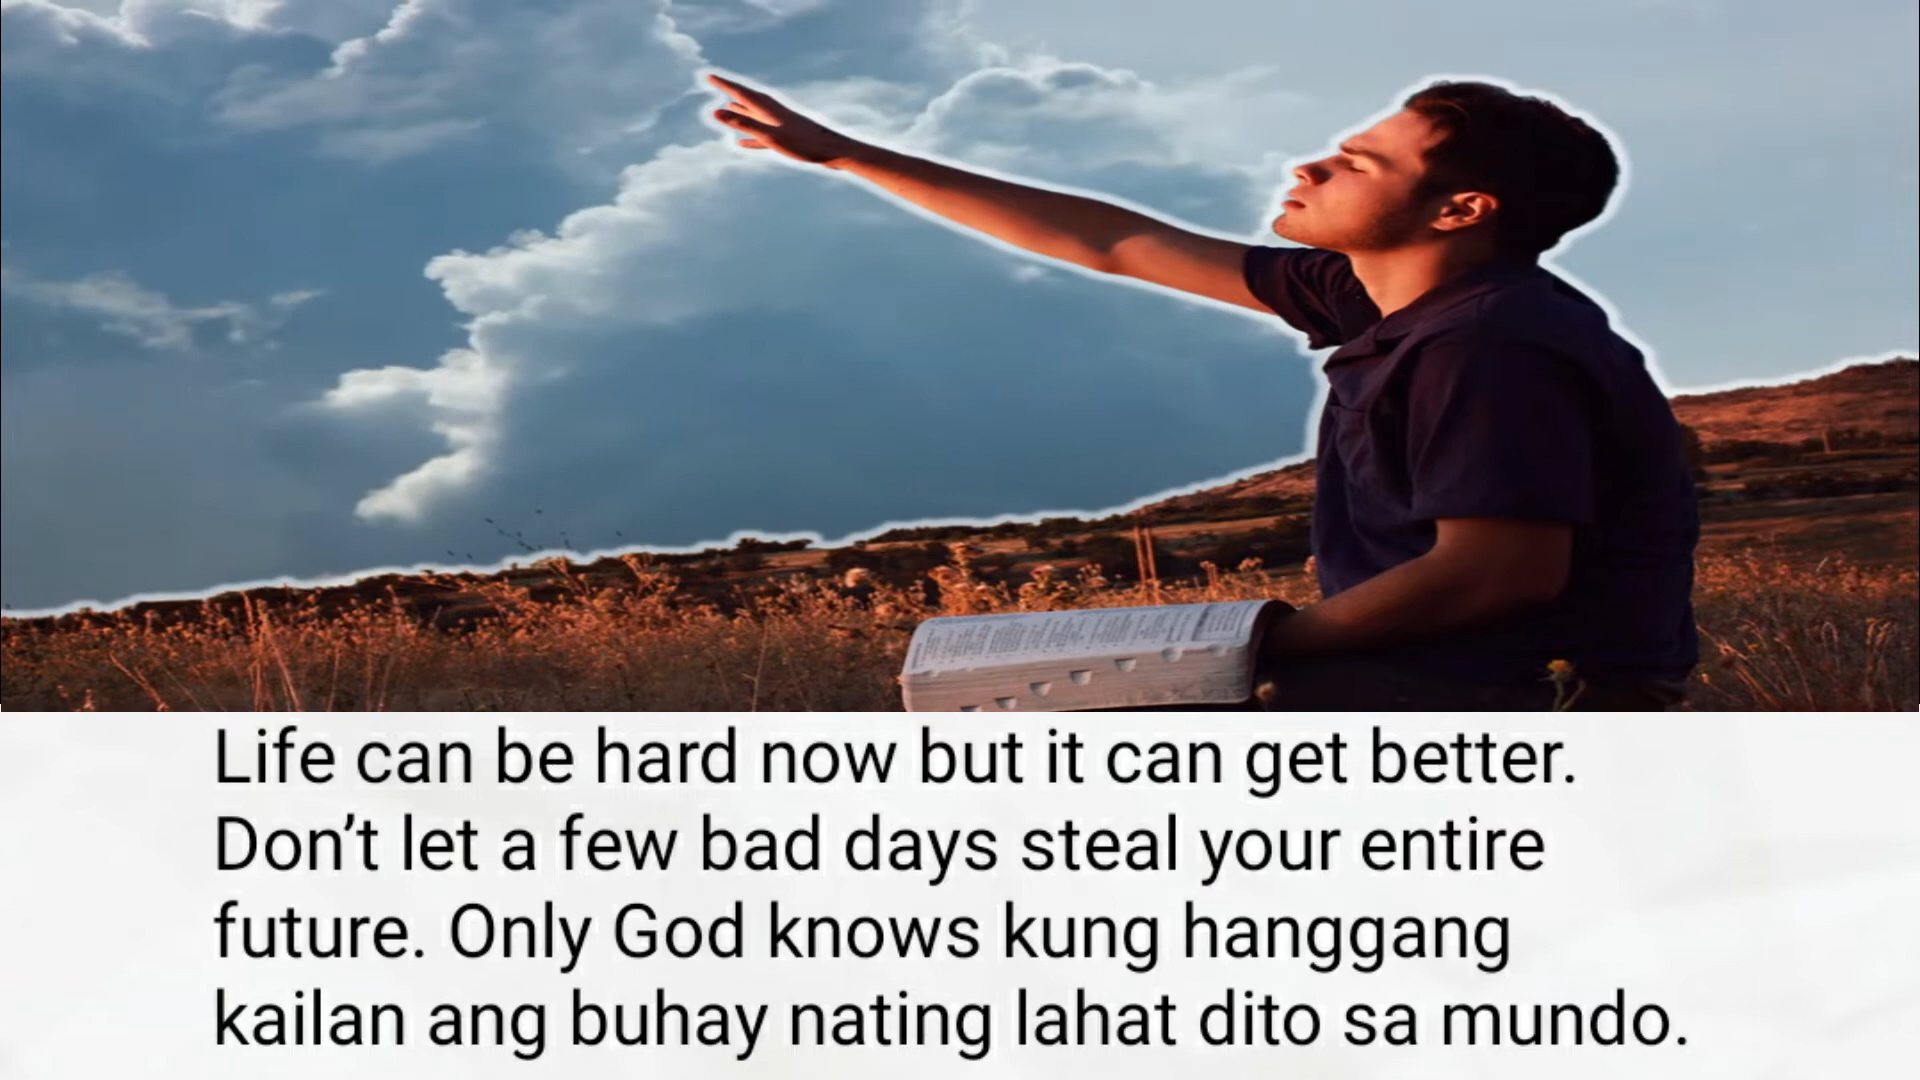 Life can be hard now but it can get better.
Don’t let a few bad days steal your entire
future. Only God knows kung hanggang
kailan ang buhay nating lahat dito sa mundo.